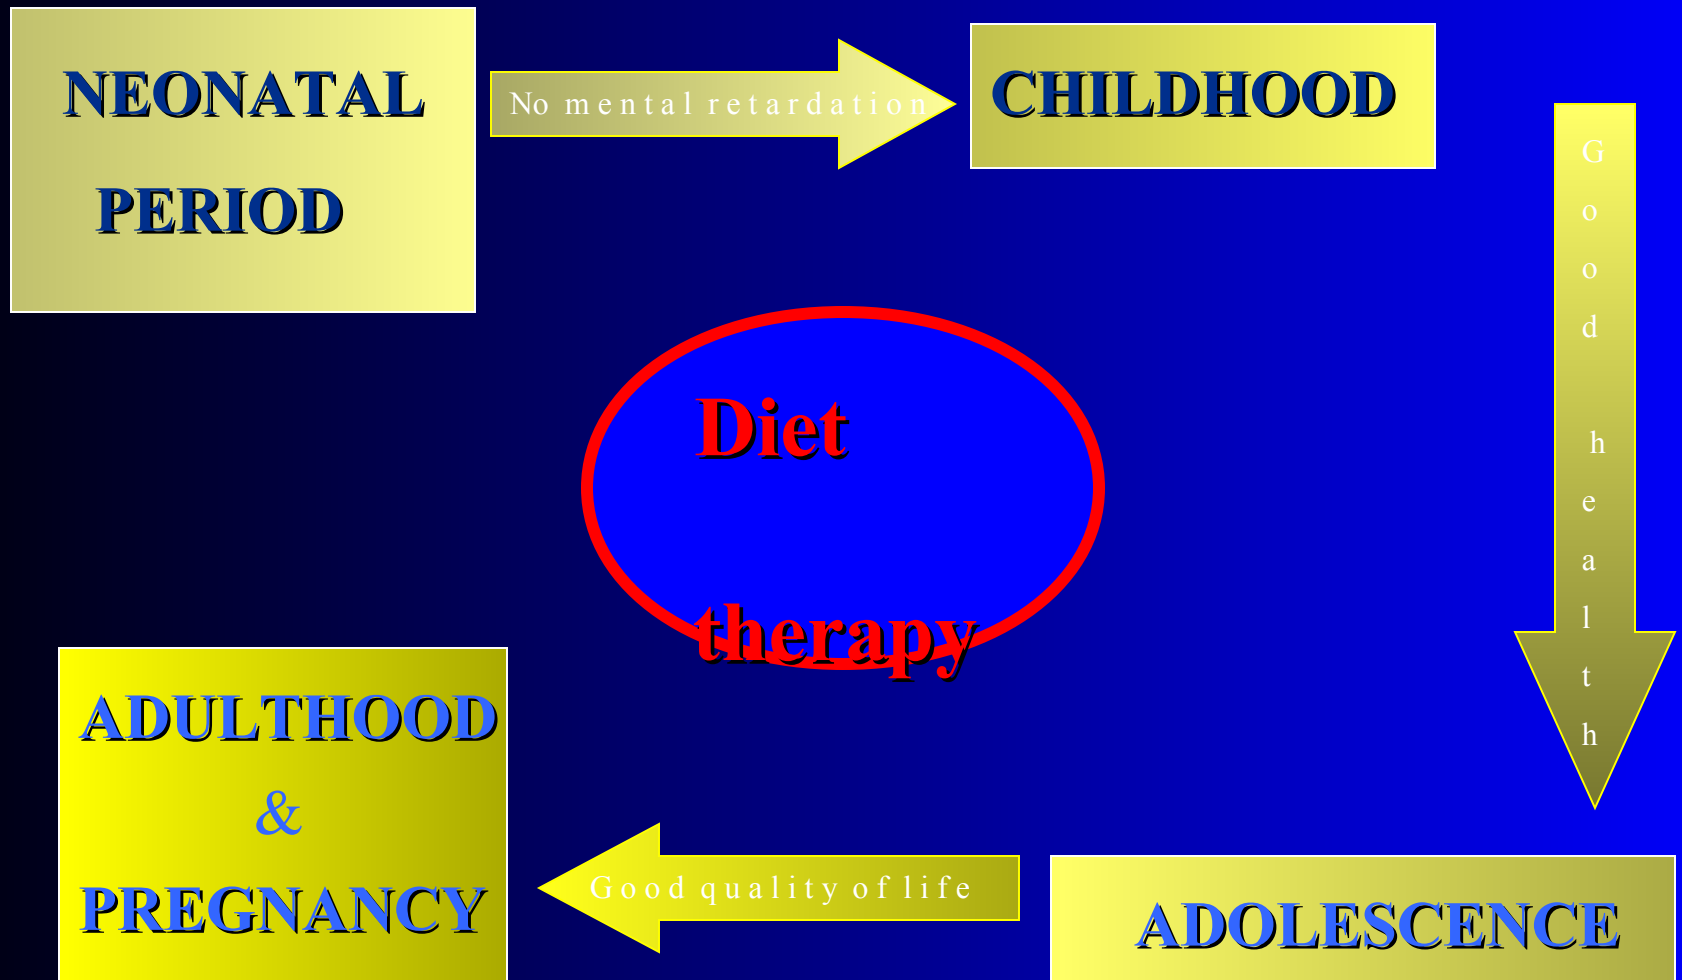 NEONATAL
PERIOD
No mental retardation
CHILDHOOD
Good health
Diet
therapy
ADULTHOOD
&
PREGNANCY
Good quality of life
ADOLESCENCE